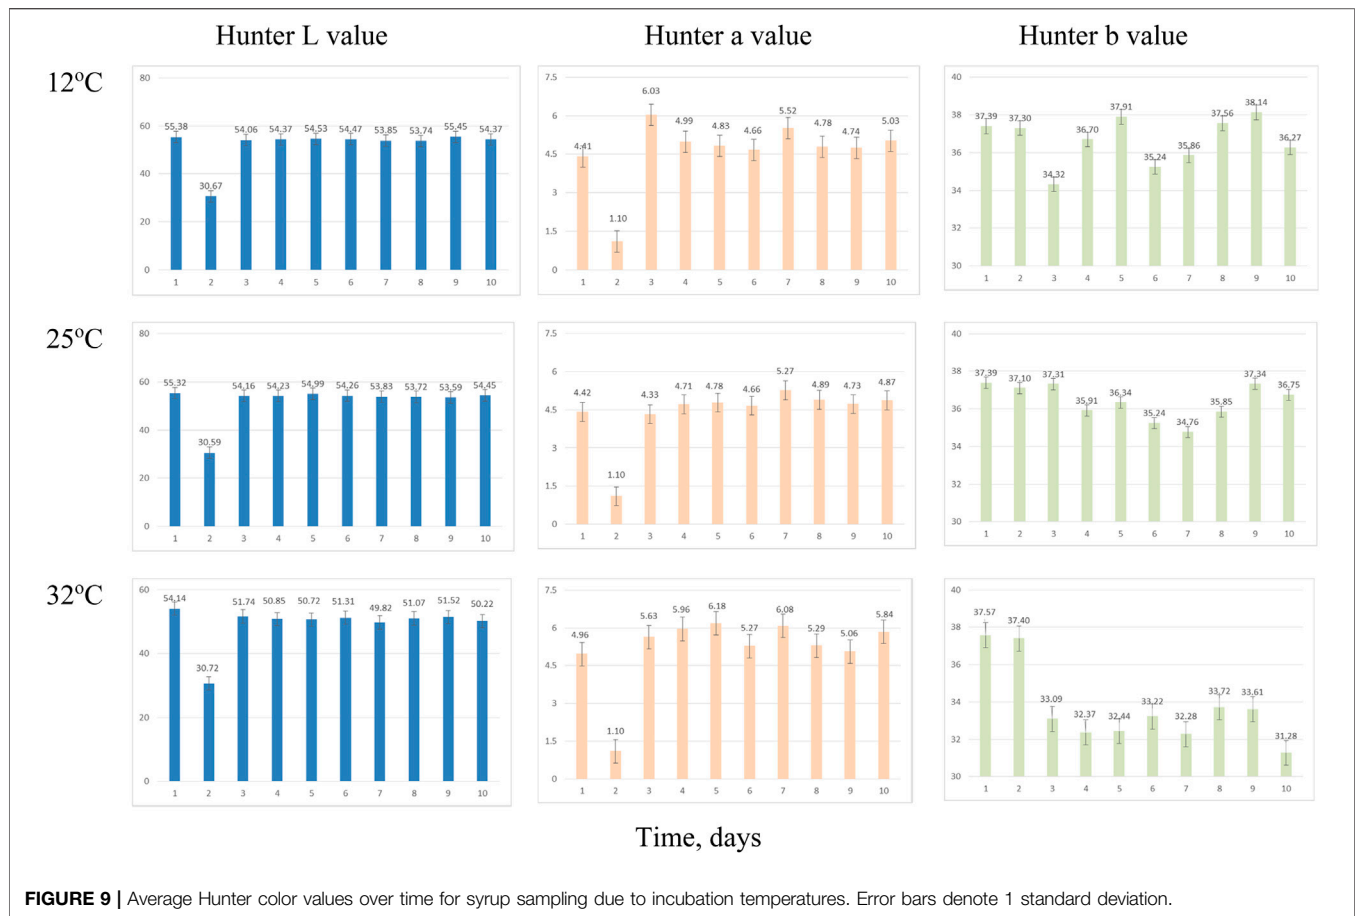 Hunter L value Hunter a value Hunter b value
12ºC
80
60
40
20
0
55.38 30.67 54.06 54.37 54.53 54.47 53.85 53.74 55.45 54.37
1 2 3 4 5 6 7 8 9 10
7.5
6
4.5
3
1.5
0
4.41 1.10 6.03 4.99 4.83 4.66 5.52 4.78 4.74 5.03
1 2 3 4 5 6 7 8 9 10
40
38
36
34
32
30
37.39 37.30 34.32 36.70 37.91 35.24 35.86 37.56 38.14 36.27
1 2 3 4 5 6 7 8 9 10
25ºC
80
60
40
20
0
55.32 30.59 54.16 54.23 54.99 54.26 53.83 53.72 53.59 54.45
1 2 3 4 5 6 7 8 9 10
7.5
6
4.5
3
1.5
0
4.42 1.10 4.33 4.71 4.78 4.66 5.27 4.89 4.73 4.87
1 2 3 4 5 6 7 8 9 10
40
38
36
34
32
30
37.39 37.10 37.31 35.91 36.34 35.24 34.76 35.85 37.34 36.75
1 2 3 4 5 6 7 8 9 10
32ºC
60
40
20
0
54.14 30.72 51.74 50.85 50.72 51.31 49.82 51.07 51.52 50.22
1 2 3 4 5 6 7 8 9 10
7.5
6
4.5
3
1.5
0
4.96 1.10 5.63 5.96 6.18 5.27 6.08 5.29 5.06 5.84
1 2 3 4 5 6 7 8 9 10
40
38
36
34
32
30
37.57 37.40 33.09 32.37 32.44 33.22 32.28 33.72 33.61 31.28
1 2 3 4 5 6 7 8 9 10
Time, days
FIGURE 9 | Average Hunter color values over time for syrup sampling due to incubation temperatures. Error bars denote 1 standard deviation.